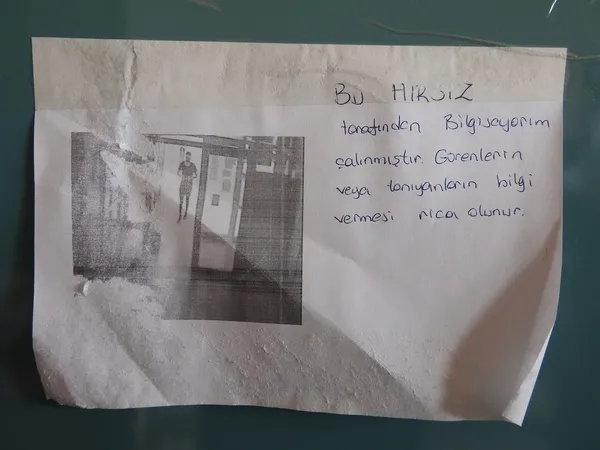 BU HIRSIZ
tarafından Bilgisayarım
çalınmıştır. Görenlerin
veya tanıyanların bilgi
vermesi rica olunur.